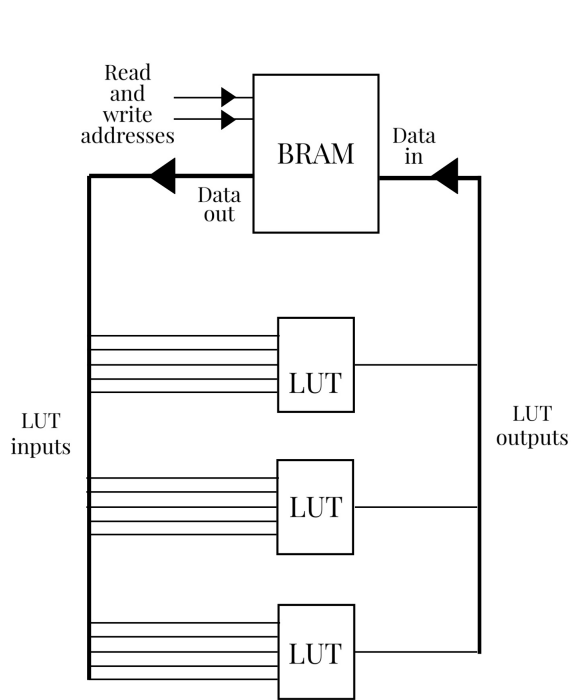 Read
and
write
addresses
BRAM
Data
in
Data
out
LUT
LUT
inputs
LUT
outputs
LUT
LUT